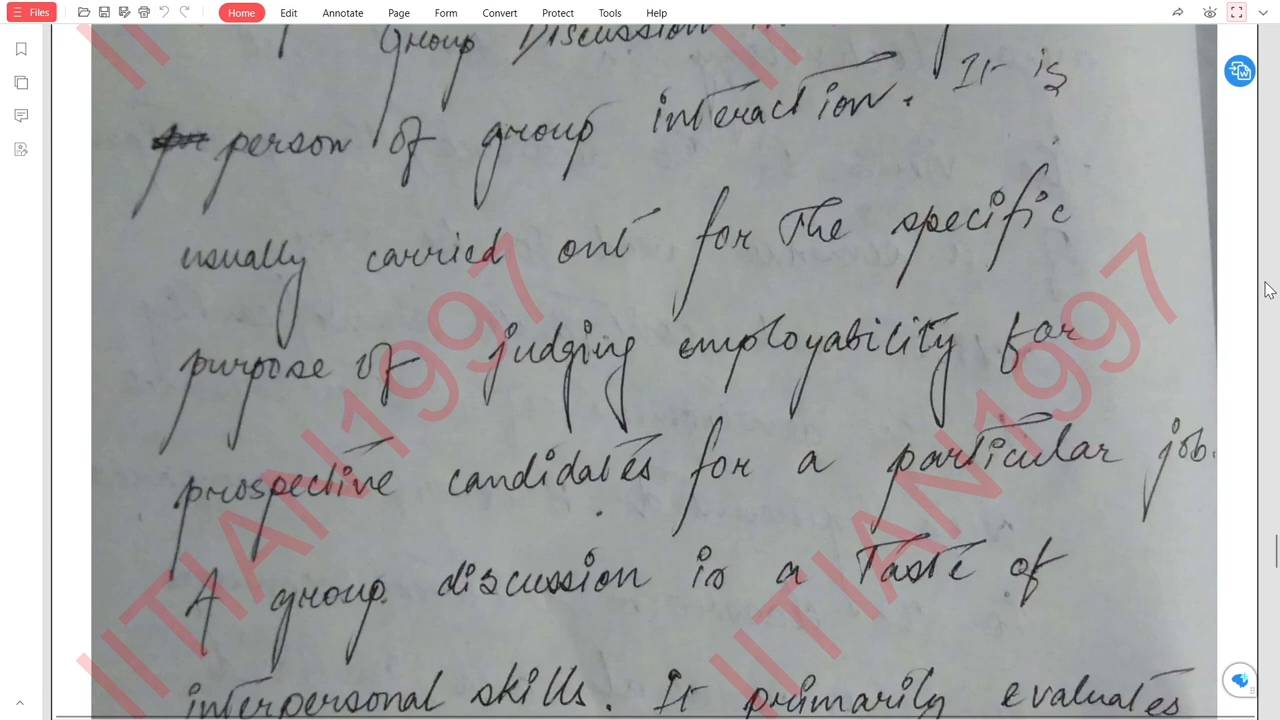 Files Home Edit Annotate Page Form Convert Protect Tools Help
Group Discussion
person of group interaction. It is
usually carried out for the specific
purpose of judging employability for
prospective candidates for a particular job.
A group discussion is a Taste of
interpersonal skills. It primarily evaluates
IITIAN1997
IITIAN1997